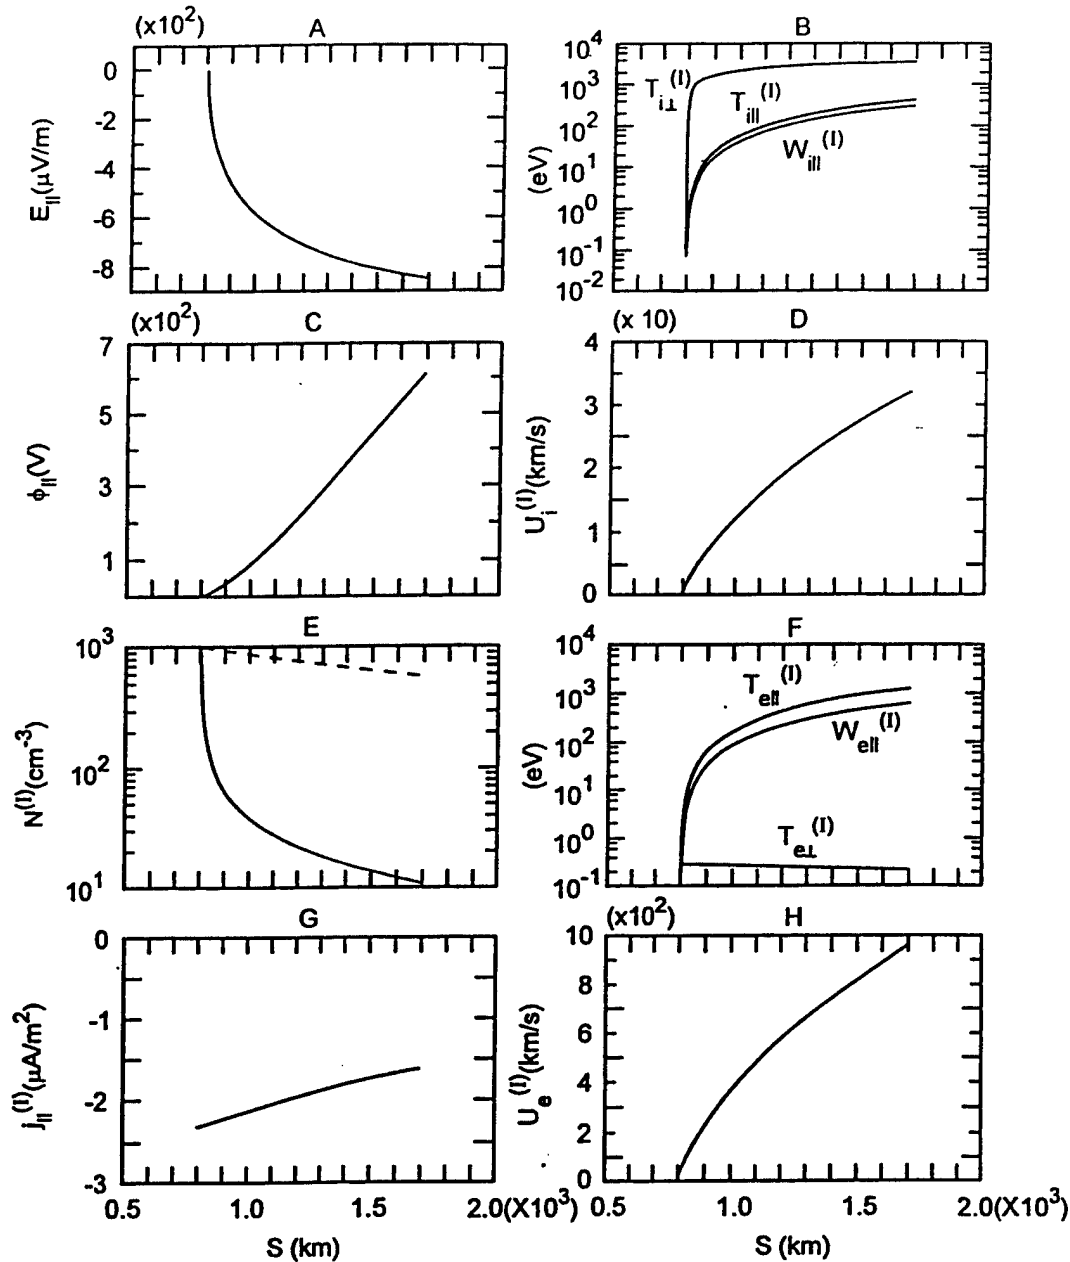 (x10²) A
E||(μV/m)
0
-2
-4
-6
-8
B
(eV)
10⁴
10³
10²
10¹
10⁰
10⁻¹
10⁻²
Ti⊥(I)
Ti||(I)
Wi||(I)
(x10²) C
ϕ||(V)
7
5
3
1
(x 10) D
Ui(I)(km/s)
4
3
2
1
0
E
N(I)(cm⁻³)
10³
10²
10¹
F
(eV)
10⁴
10³
10²
10¹
10⁰
10⁻¹
Te||(I)
We||(I)
Te⊥(I)
G
j||(I)(μA/m²)
0
-1
-2
-3
0.5 1.0 1.5 2.0(X10³)
S (km)
(x10²) H
Ue(I)(km/s)
10
8
6
4
2
0
0.5 1.0 1.5 2.0(X10³)
S (km)